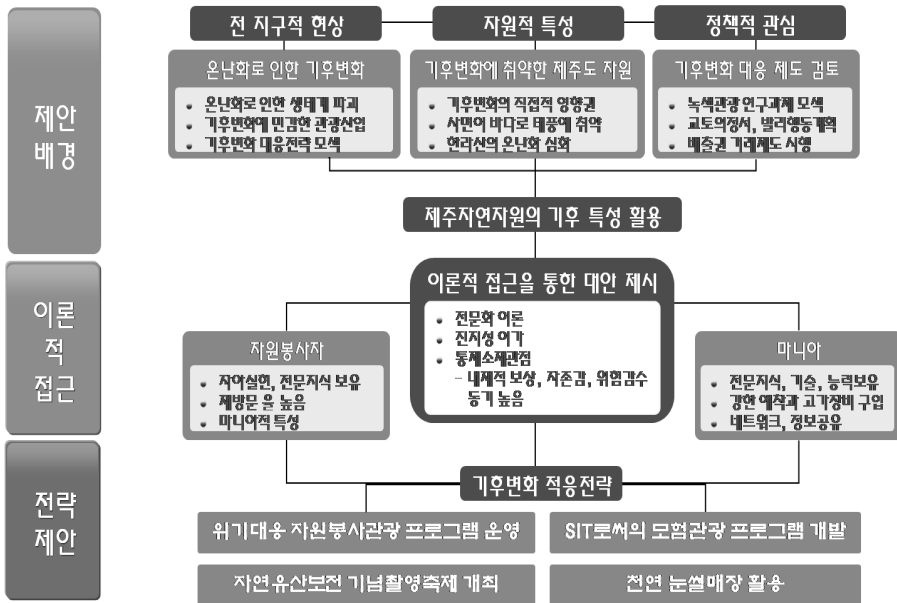 제안
배경
전 지구적 현상
온난화로 인한 기후변화
온난화로 인한 생태계 파괴
기후변화에 민감한 관광산업
기후변화 대응전략 모색
자원적 특성
기후변화에 취약한 제주도 자원
기후변화의 직접적 영향권
사면이 바다로 태풍에 취약
한라산의 온난화 심화
정책적 관심
기후변화 대응 제도 검토
녹색관광 연구과제 모색
교토의정서, 발리행동계획
배출권 거래제도 시행
제주자연자원의 기후 특성 활용
이론
적
접근
이론적 접근을 통한 대안 제시
전문화 이론
진지성 여가
통제소재관점
– 내재적 보상, 자존감, 위험감수
동기 높음
자원봉사자
자아실현, 전문지식 보유
재방문 율 높음
마니아적 특성
마니아
전문지식, 기술, 능력보유
강한 애착과 고가장비 구입
네트워크, 정보공유
전략
제안
기후변화 적응전략
위기대응 자원봉사관광 프로그램 운영
SIT로써의 모험관광 프로그램 개발
자연유산보전 기념촬영축제 개최
천연 눈썰매장 활용